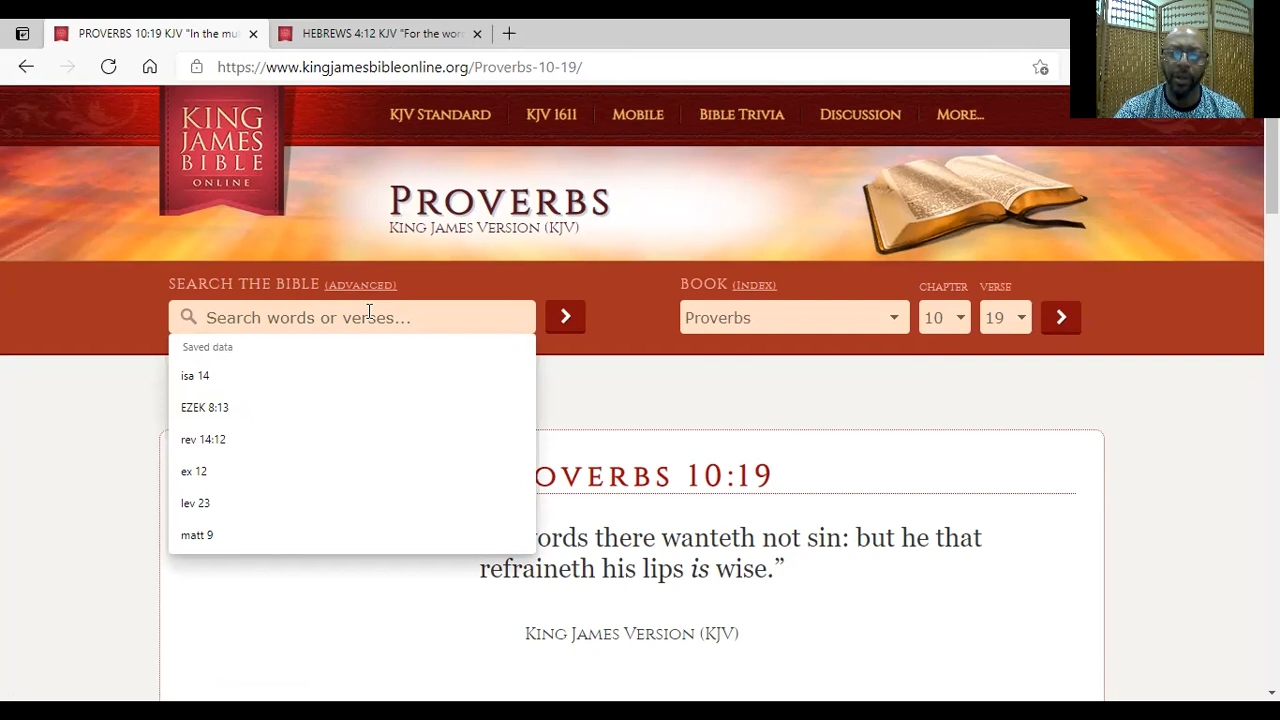 PROVERBS 10:19 KJV "In the mu
HEBREWS 4:12 KJV "For the wor
https://www.kingjamesbibleonline.org/Proverbs-10-19/
KING
JAMES
BIBLE
ONLINE
KJV STANDARD
KJV 1611
MOBILE
BIBLE TRIVIA
DISCUSSION
MORE...
PROVERBS
KING JAMES VERSION (KJV)
SEARCH THE BIBLE (ADVANCED)
BOOK (INDEX)
CHAPTER
VERSE
Search words or verses...
Proverbs
10
19
Saved data
isa 14
EZEK 8:13
rev 14:12
ex 12
lev 23
matt 9
OVERBS 10:19
ords there wanteth not sin: but he that
refraineth his lips is wise.”
KING JAMES VERSION (KJV)